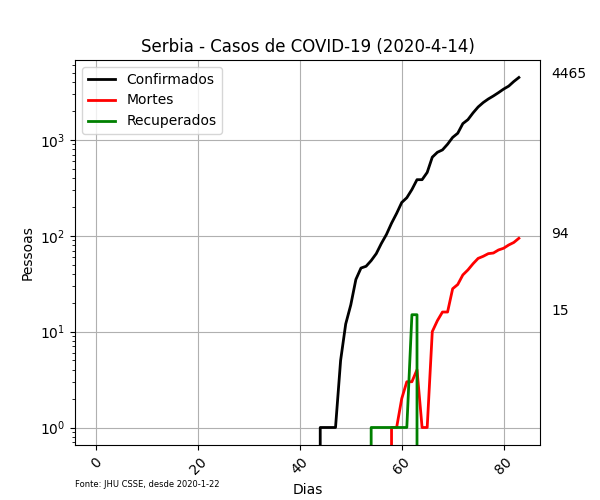 Serbia - Casos de COVID-19 (2020-4-14)
Confirmados
Mortes
Recuperados
4465
94
15
10³
10²
10¹
10⁰
Pessoas
0
20
40
60
80
Dias
Fonte: JHU CSSE, desde 2020-1-22